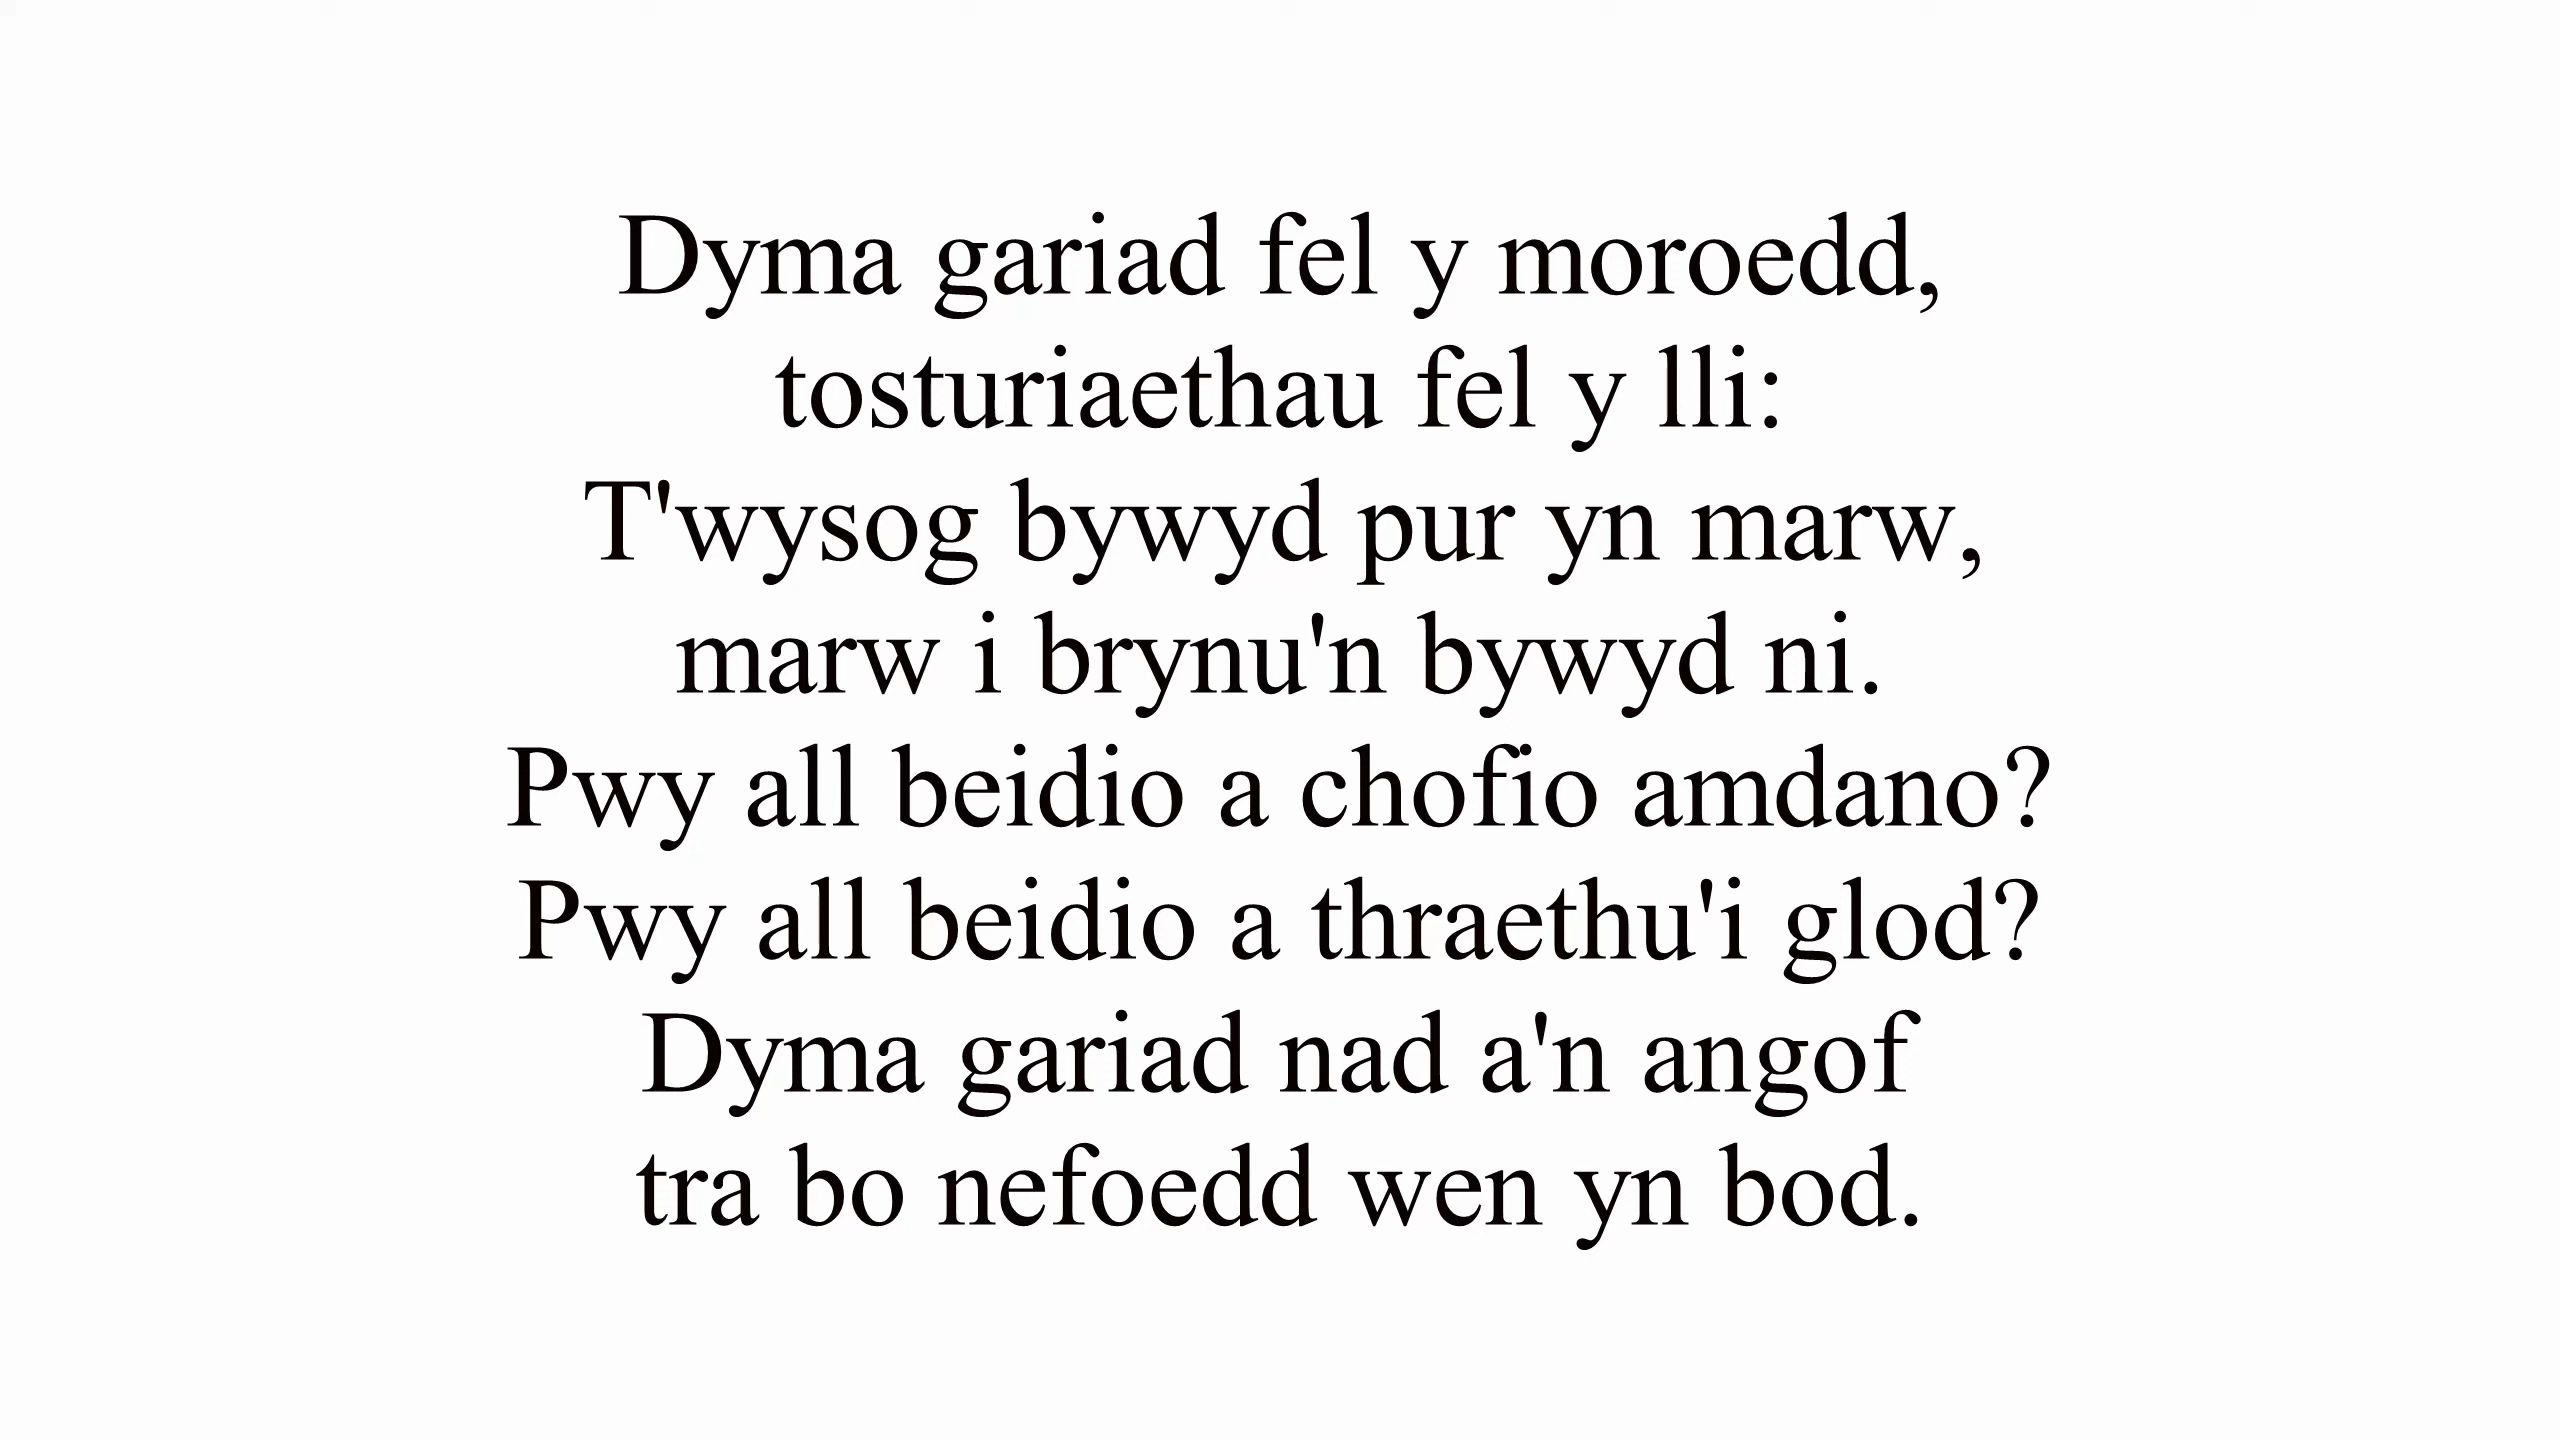 Dyma gariad fel y moroedd,
tosturiaethau fel y lli:
T'wysog bywyd pur yn marw,
marw i brynu'n bywyd ni.
Pwy all beidio a chofio amdano?
Pwy all beidio a thraethu'i glod?
Dyma gariad nad a'n angof
tra bo nefoedd wen yn bod.